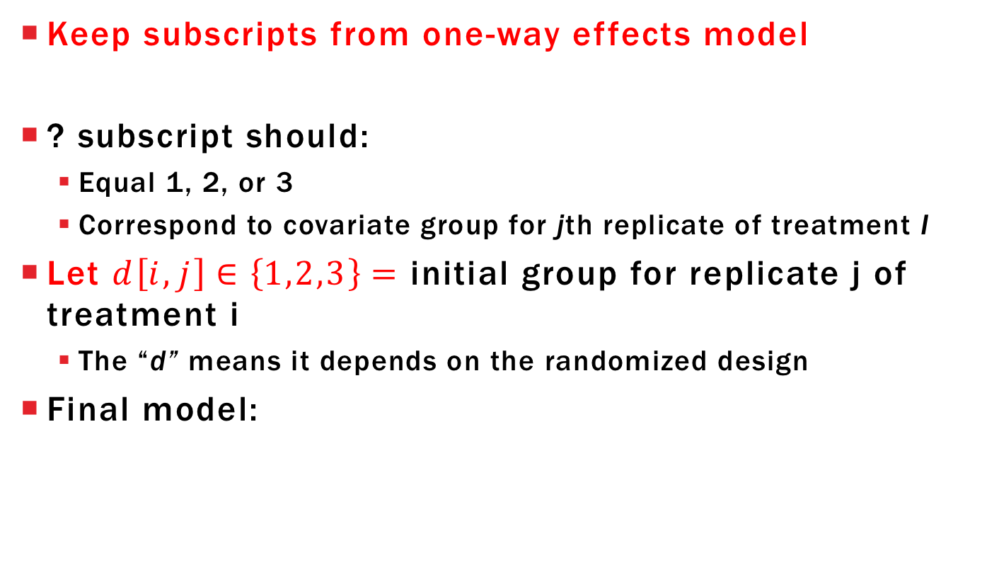 Keep subscripts from one-way effects model
? subscript should:
Equal 1, 2, or 3
Correspond to covariate group for jth replicate of treatment I
Let d[i,j] ∈ {1,2,3} = initial group for replicate j of
treatment i
The “d” means it depends on the randomized design
Final model: